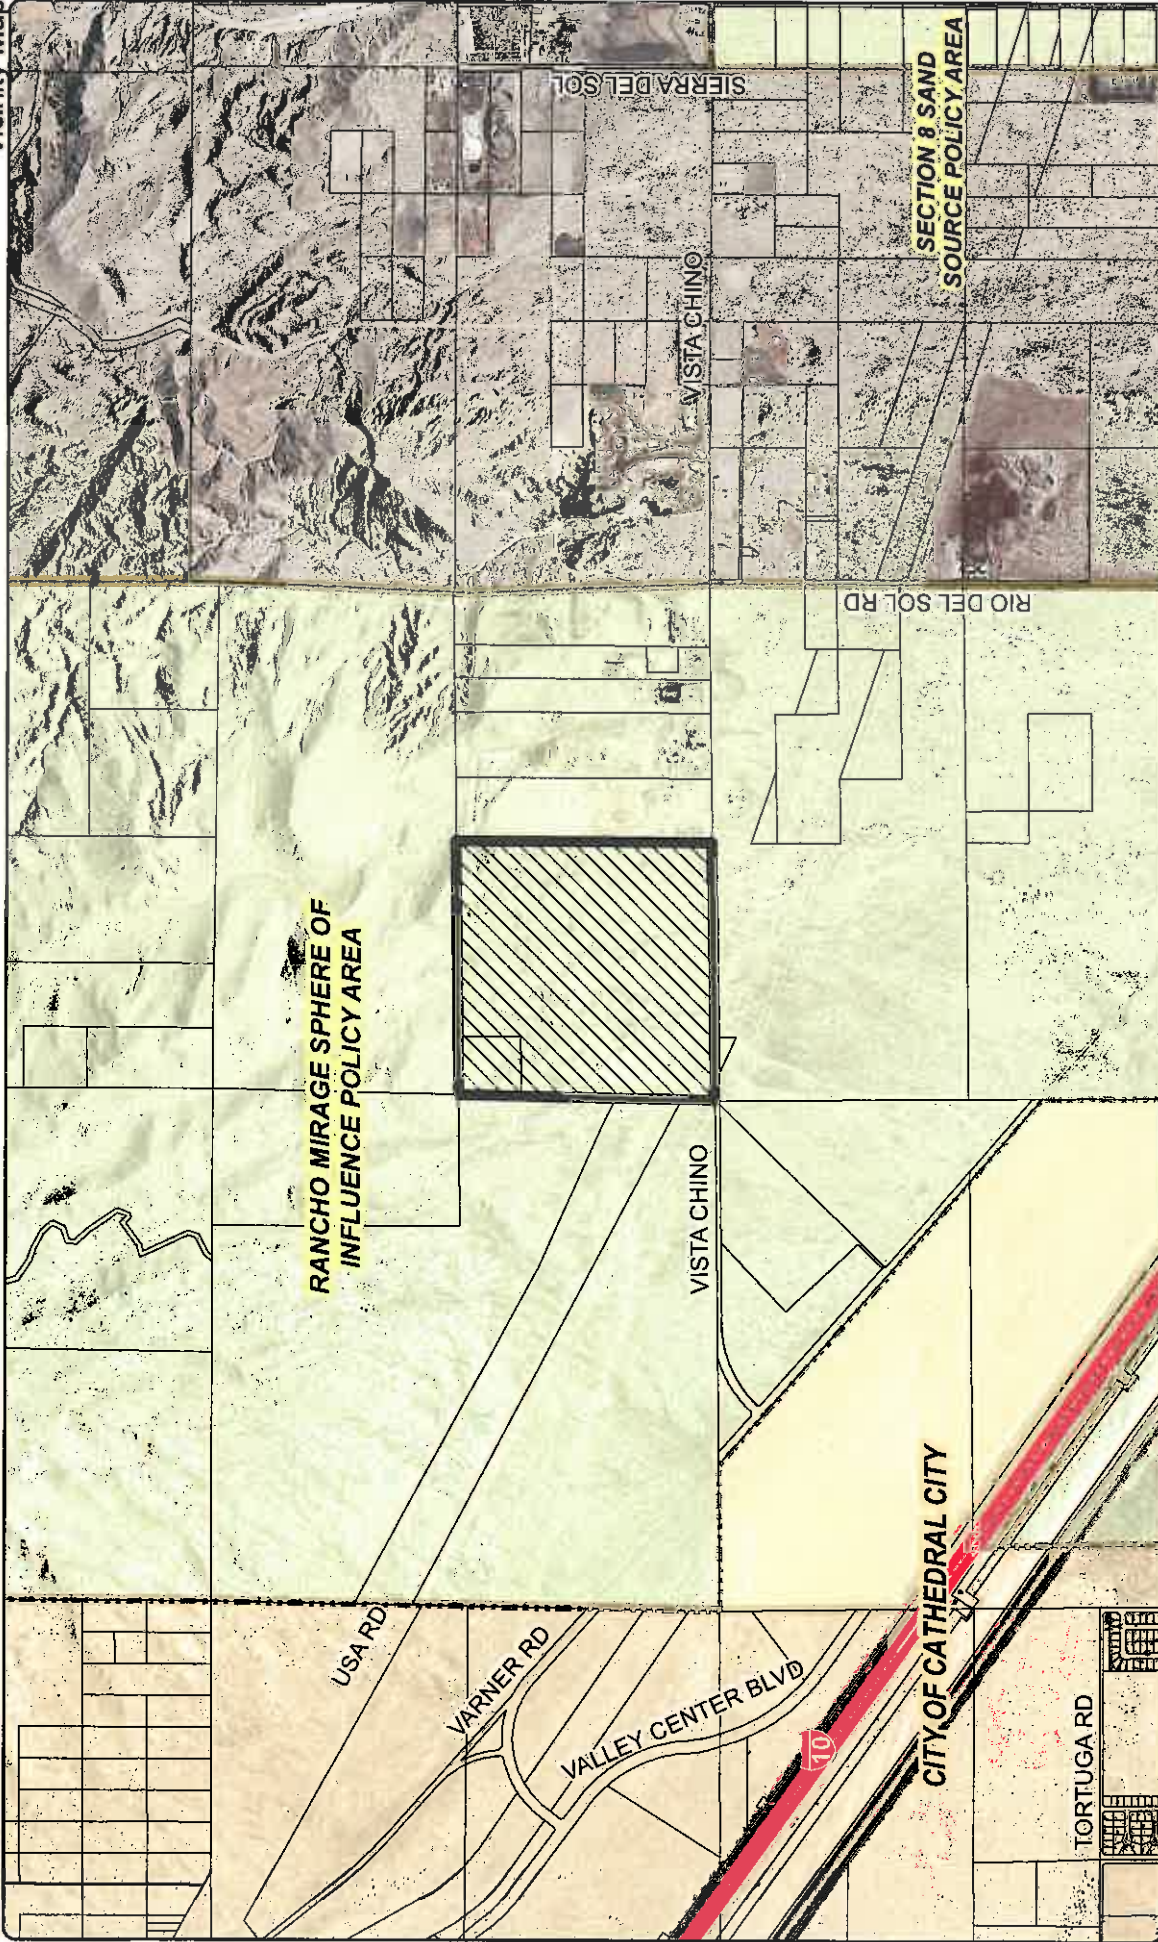 Vicinity Map
RANCHO MIRAGE SPHERE OF
INFLUENCE POLICY AREA
USA RD
VARNER RD
VALLEY CENTER BLVD
10
CITY OF CATHEDRAL CITY
TORTUGA RD
VISTA CHINO
VISTA CHINO
RIO DEL SOL RD
SIERRA DEL SOL
SECTION 8 SAND
SOURCE POLICY AREA